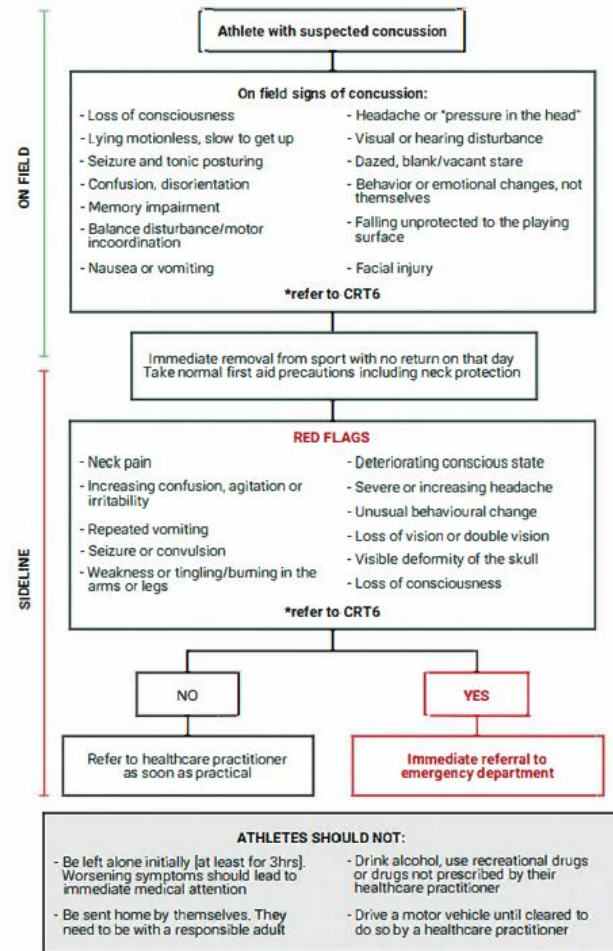 Athlete with suspected concussion
ON FIELD
On field signs of concussion:
- Loss of consciousness
- Lying motionless, slow to get up
- Seizure and tonic posturing
- Confusion, disorientation
- Memory impairment
- Balance disturbance/motor
incoordination
- Nausea or vomiting
- Headache or "pressure in the head"
- Visual or hearing disturbance
- Dazed, blank/vacant stare
- Behavior or emotional changes, not
themselves
- Falling unprotected to the playing
surface
- Facial injury
*refer to CRT6
Immediate removal from sport with no return on that day
Take normal first aid precautions including neck protection
SIDELINE
RED FLAGS
- Neck pain
- Increasing confusion, agitation or
irritability
- Repeated vomiting
- Seizure or convulsion
- Weakness or tingling/burning in the
arms or legs
- Deteriorating conscious state
- Severe or increasing headache
- Unusual behavioural change
- Loss of vision or double vision
- Visible deformity of the skull
- Loss of consciousness
*refer to CRT6
NO
YES
Refer to healthcare practitioner
as soon as practical
Immediate referral to
emergency department
ATHLETES SHOULD NOT:
- Be left alone initially [at least for 3hrs].
Worsening symptoms should lead to
immediate medical attention
- Be sent home by themselves. They
need to be with a responsible adult
- Drink alcohol, use recreational drugs
or drugs not prescribed by their
healthcare practitioner
- Drive a motor vehicle until cleared to
do so by a healthcare practitioner